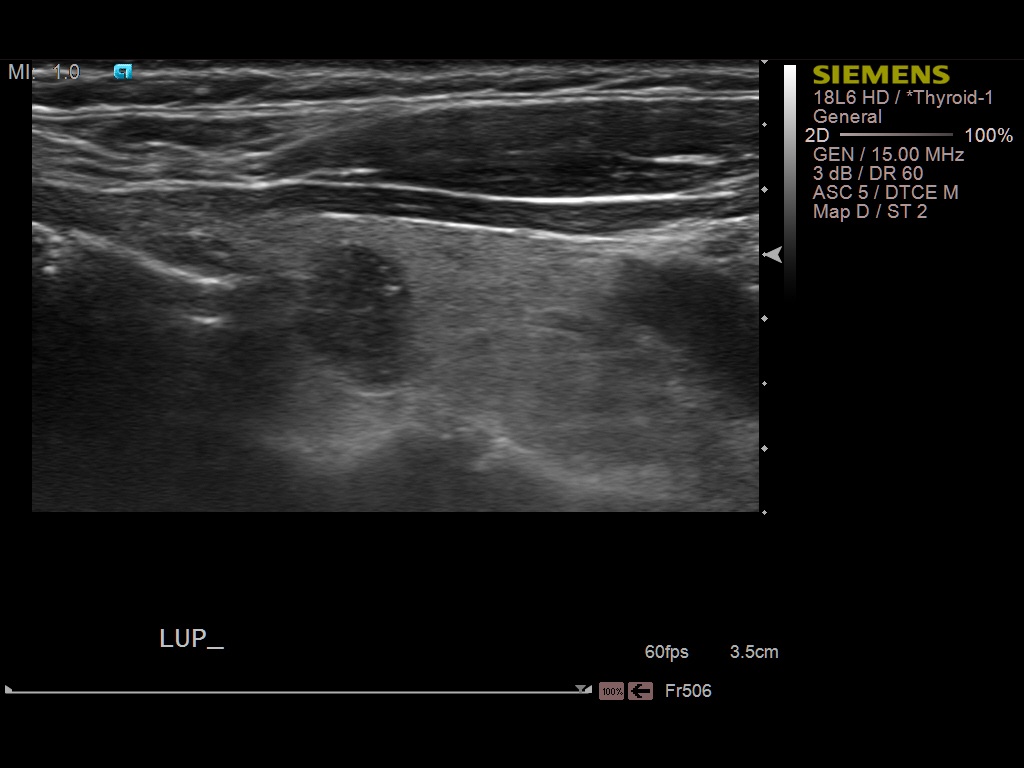 MI: 1.0
SIEMENS
18L6 HD / *Thyroid-1
General
2D 100%
GEN / 15.00 MHz
3 dB / DR 60
ASC 5 / DTCE M
Map D / ST 2
LUP_
60fps 3.5cm
100% Fr506